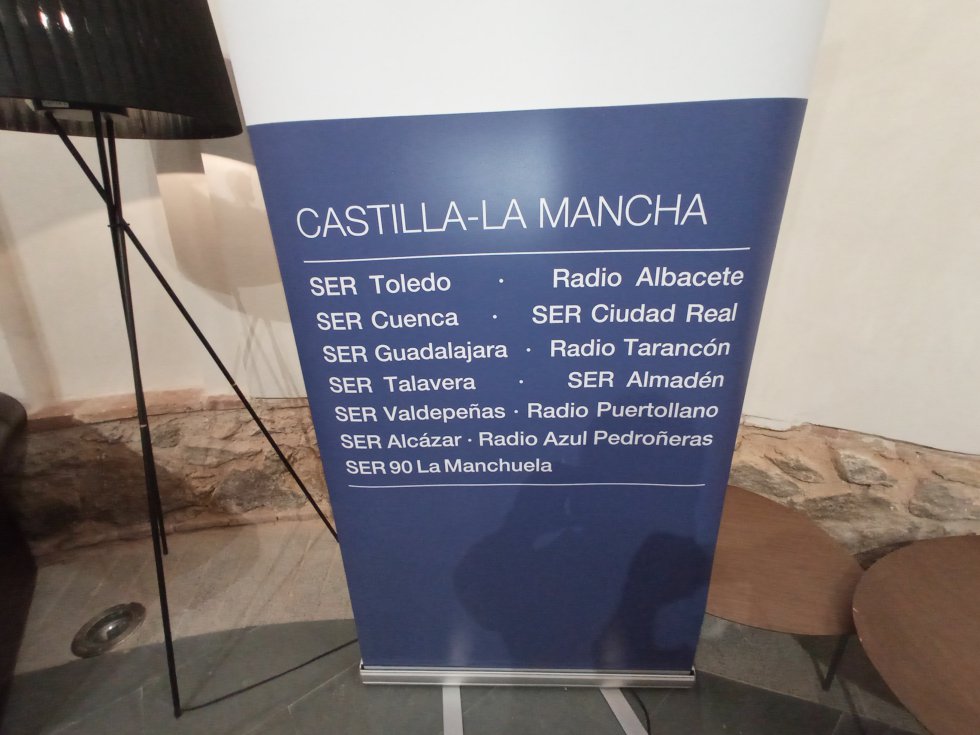 CASTILLA-LA MANCHA
SER Toledo · Radio Albacete
SER Cuenca · SER Ciudad Real
SER Guadalajara · Radio Tarancón
SER Talavera · SER Almadén
SER Valdepeñas · Radio Puertollano
SER Alcázar · Radio Azul Pedroñeras
SER 90 La Manchuela